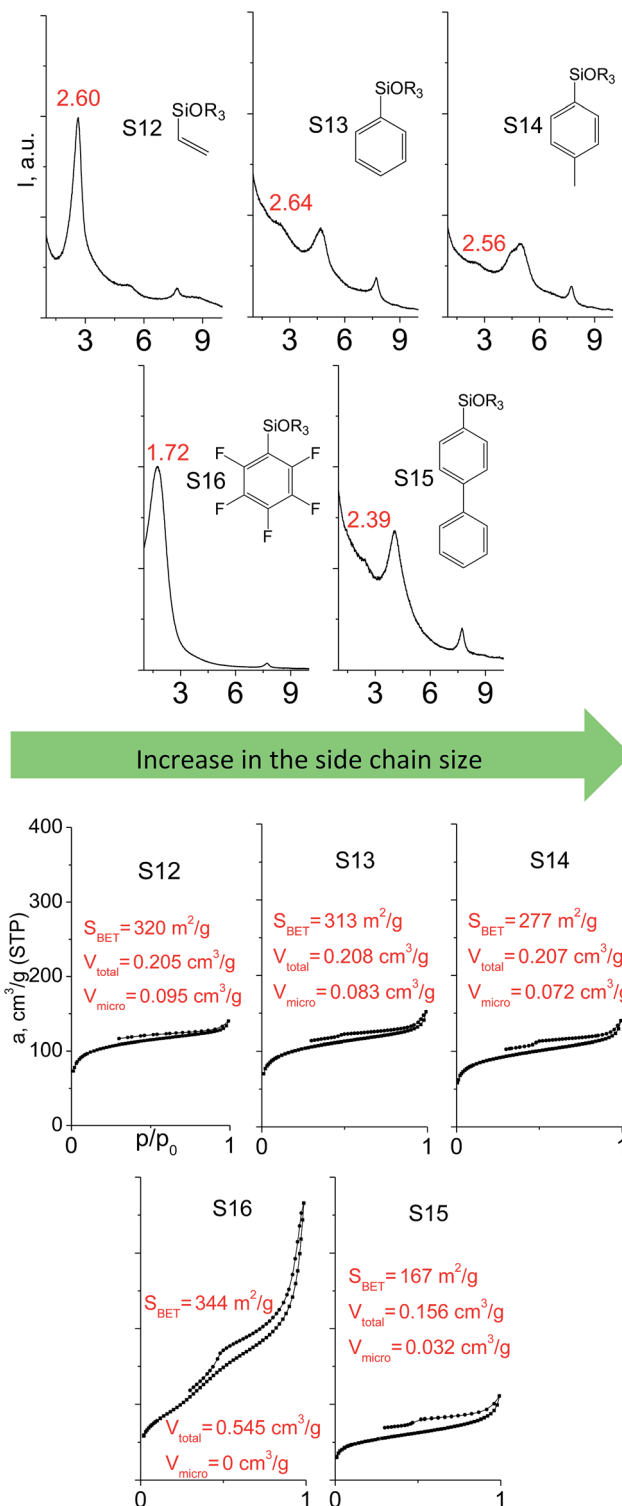 I, a.u.
2.60
S12
SiOR3
3 6 9
2.64
S13
SiOR3
3 6 9
2.56
S14
SiOR3
3 6 9
1.72
S16
SiOR3
F F
F F
F
3 6 9
2.39
S15
SiOR3
3 6 9
Increase in the side chain size
a, cm3/g (STP)
400
300
200
100
0
S12
SBET= 320 m2/g
Vtotal=0.205 cm3/g
Vmicro=0.095 cm3/g
0 p/p0 1
S13
SBET= 313 m2/g
Vtotal=0.208 cm3/g
Vmicro=0.083 cm3/g
0 1
S14
SBET= 277 m2/g
Vtotal=0.207 cm3/g
Vmicro=0.072 cm3/g
0 1
S16
SBET= 344 m2/g
Vtotal=0.545 cm3/g
Vmicro=0 cm3/g
0 1
S15
SBET= 167 m2/g
Vtotal=0.156 cm3/g
Vmicro=0.032 cm3/g
0 1